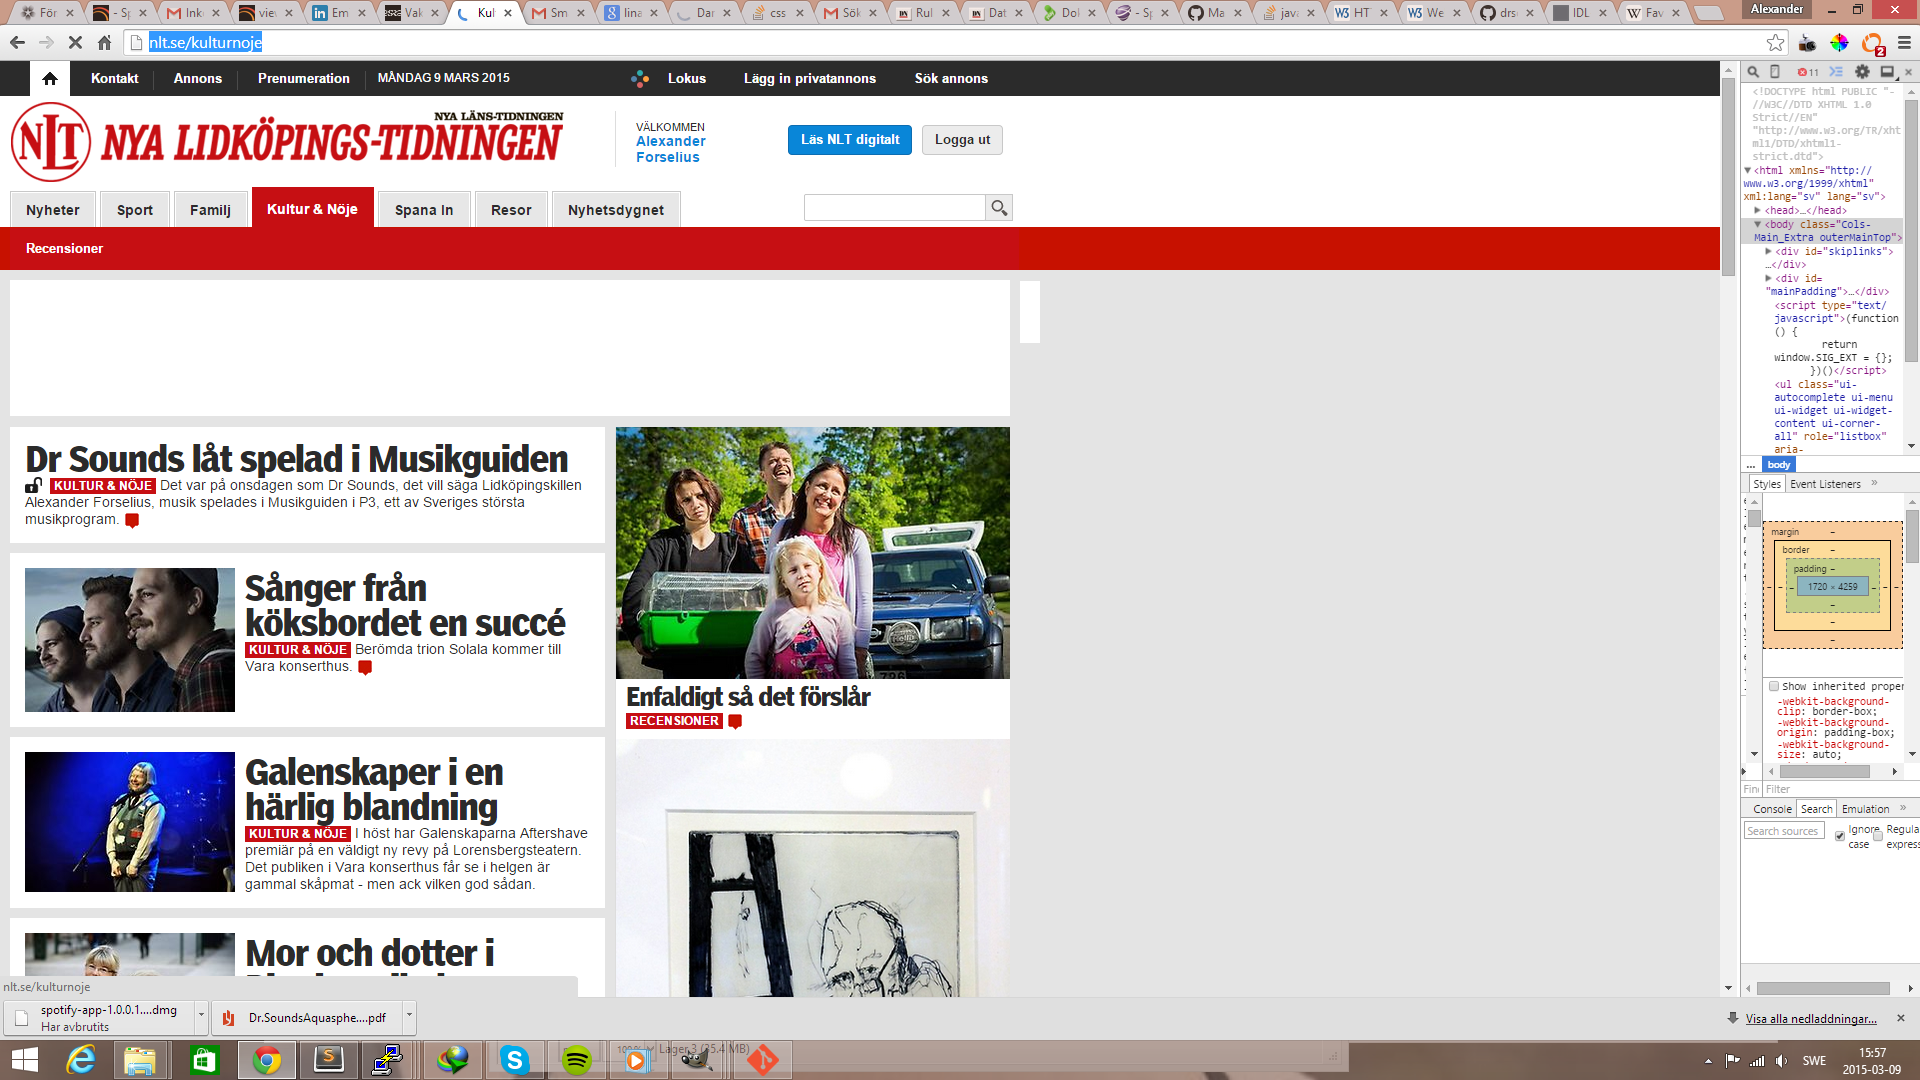 För
- Sp
Ink
viev
Em
Vak
Kul
Sm
lina
Dar
css
Sök
Rul
Dat
Dol
- Sp
Ma
java
HT
We
drs
IDL
Fav
Alexander
nlt.se/kulturnoje
2
Kontakt
Annons
Prenumeration
MÅNDAG 9 MARS 2015
Lokus
Lägg in privatannons
Sök annons
NLT
NYA LÄNS-TIDNINGEN
NYA LIDKÖPINGS-TIDNINGEN
VÄLKOMMEN
Alexander
Forselius
Läs NLT digitalt
Logga ut
Nyheter
Sport
Familj
Kultur & Nöje
Spana In
Resor
Nyhetsdygnet
Recensioner
Dr Sounds låt spelad i Musikguiden
KULTUR & NÖJE Det var på onsdagen som Dr Sounds, det vill säga Lidköpingskillen
Alexander Forselius, musik spelades i Musikguiden i P3, ett av Sveriges största
musikprogram.
Sånger från
köksbordet en succé
KULTUR & NÖJE Berömda trion Solala kommer till
Vara konserthus.
Galenskaper i en
härlig blandning
KULTUR & NÖJE I höst har Galenskaparna Aftershave
premiär på en väldigt ny revy på Lorensbergsteatern.
Det publiken i Vara konserthus får se i helgen är
gammal skåpmat - men ack vilken god sådan.
Mor och dotter i
Enfaldigt så det förslår
RECENSIONER
11
<!DOCTYPE html PUBLIC "-
//W3C//DTD XHTML 1.0
Strict//EN"
"http://www.w3.org/TR/xht
ml1/DTD/xhtml1-
strict.dtd">
<html xmlns="http://
www.w3.org/1999/xhtml"
xml:lang="sv" lang="sv">
<head>…</head>
<body class="Cols-
Main_Extra outerMainTop">
<div id="skiplinks">
…</div>
<div id=
"mainPadding">…</div>
<script type="text/
javascript">(function
() {
return
window.SIG_EXT = {};
})()</script>
<ul class="ui-
autocomplete ui-menu
ui-widget ui-widget-
content ui-corner-
all" role="listbox"
aria-
... body
Styles
Event Listeners
»
margin
border
padding
1720 × 4259
Show inherited proper
-webkit-background-
clip: border-box;
-webkit-background-
origin: padding-box;
-webkit-background-
size: auto;
Fin
Filter
Console
Search
Emulation
»
Search sources
Ignore
case
Regula
express
nlt.se/kulturnoje
spotify-app-1.0.0.1....dmg
Har avbrutits
Dr.SoundsAquasphe....pdf
Visa alla nedladdningar...
Lager 3 (35.4 MB)
SWE
15:57
2015-03-09